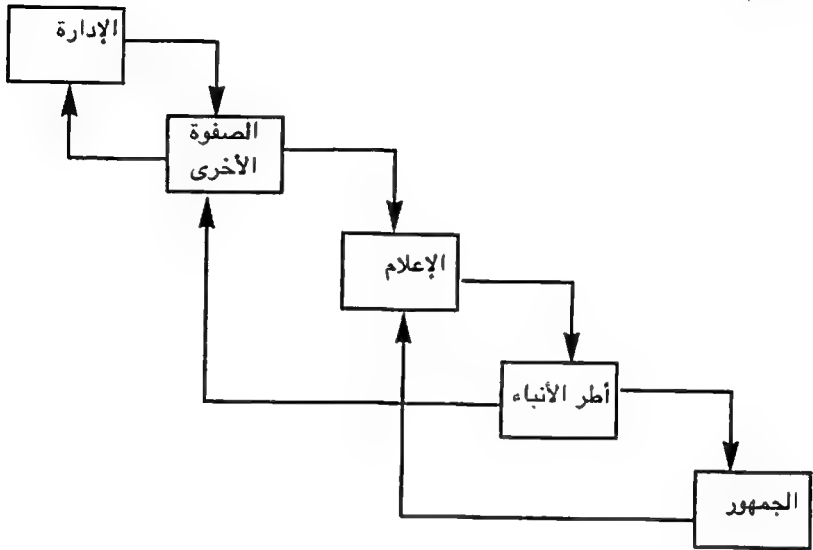 الإدارة
الصفوة
الأخرى
الإعلام
أطر الأنباء
الجمهور